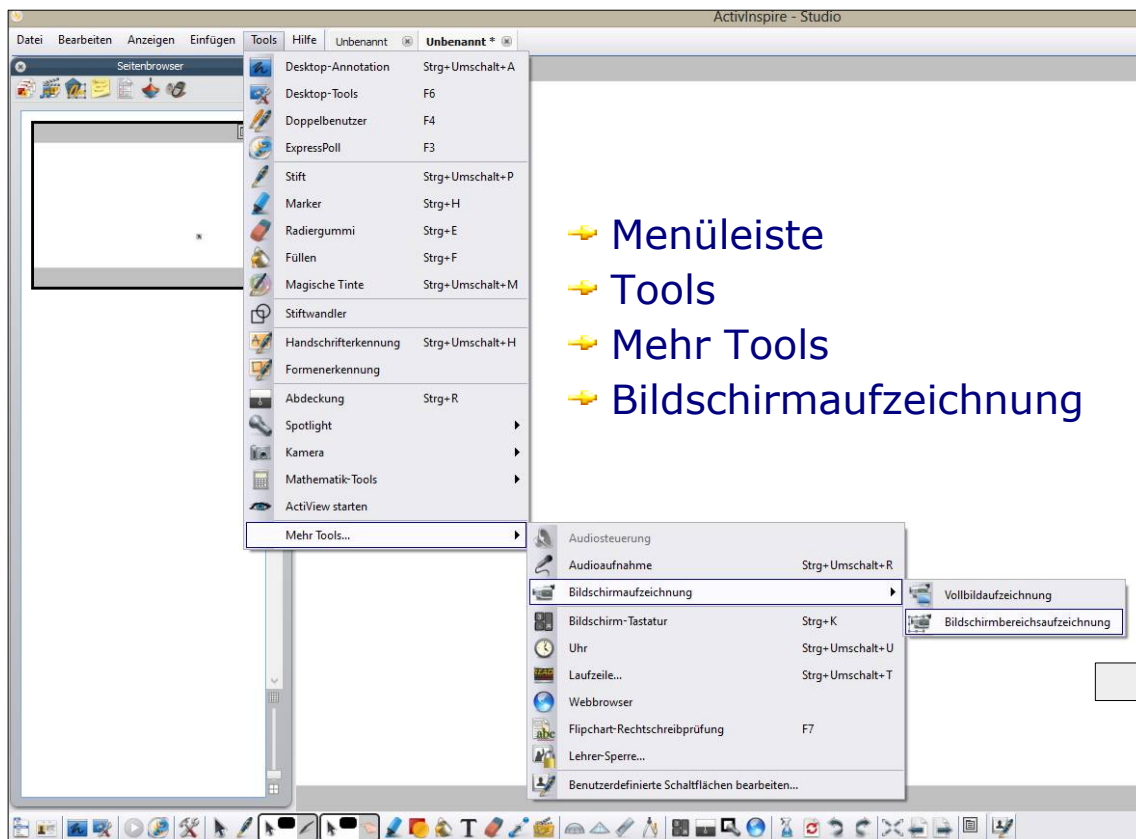 ActivInspire - Studio
Datei Bearbeiten Anzeigen Einfügen Tools Hilfe Unbenannt Unbenannt *
Seitenbrowser
Desktop-Annotation Strg+Umschalt+A
Desktop-Tools F6
Doppelbenutzer F4
ExpressPoll F3
Stift Strg+Umschalt+P
Marker Strg+H
Radiergummi Strg+E
Füllen Strg+F
Magische Tinte Strg+Umschalt+M
Stiftwandler
Handschrifterkennung Strg+Umschalt+H
Formenerkennung
Abdeckung Strg+R
Spotlight
Kamera
Mathematik-Tools
ActiView starten
Mehr Tools...
Menüleiste
Tools
Mehr Tools
Bildschirmaufzeichnung
Audiosteuerung
Audioaufnahme Strg+Umschalt+R
Bildschirmaufzeichnung
Bildschirm-Tastatur Strg+K
Uhr Strg+Umschalt+U
Laufzeile... Strg+Umschalt+T
Webbrowser
Flipchart-Rechtschreibprüfung F7
Lehrer-Sperre...
Benutzerdefinierte Schaltflächen bearbeiten...
Vollbildaufzeichnung
Bildschirmbereichsaufzeichnung